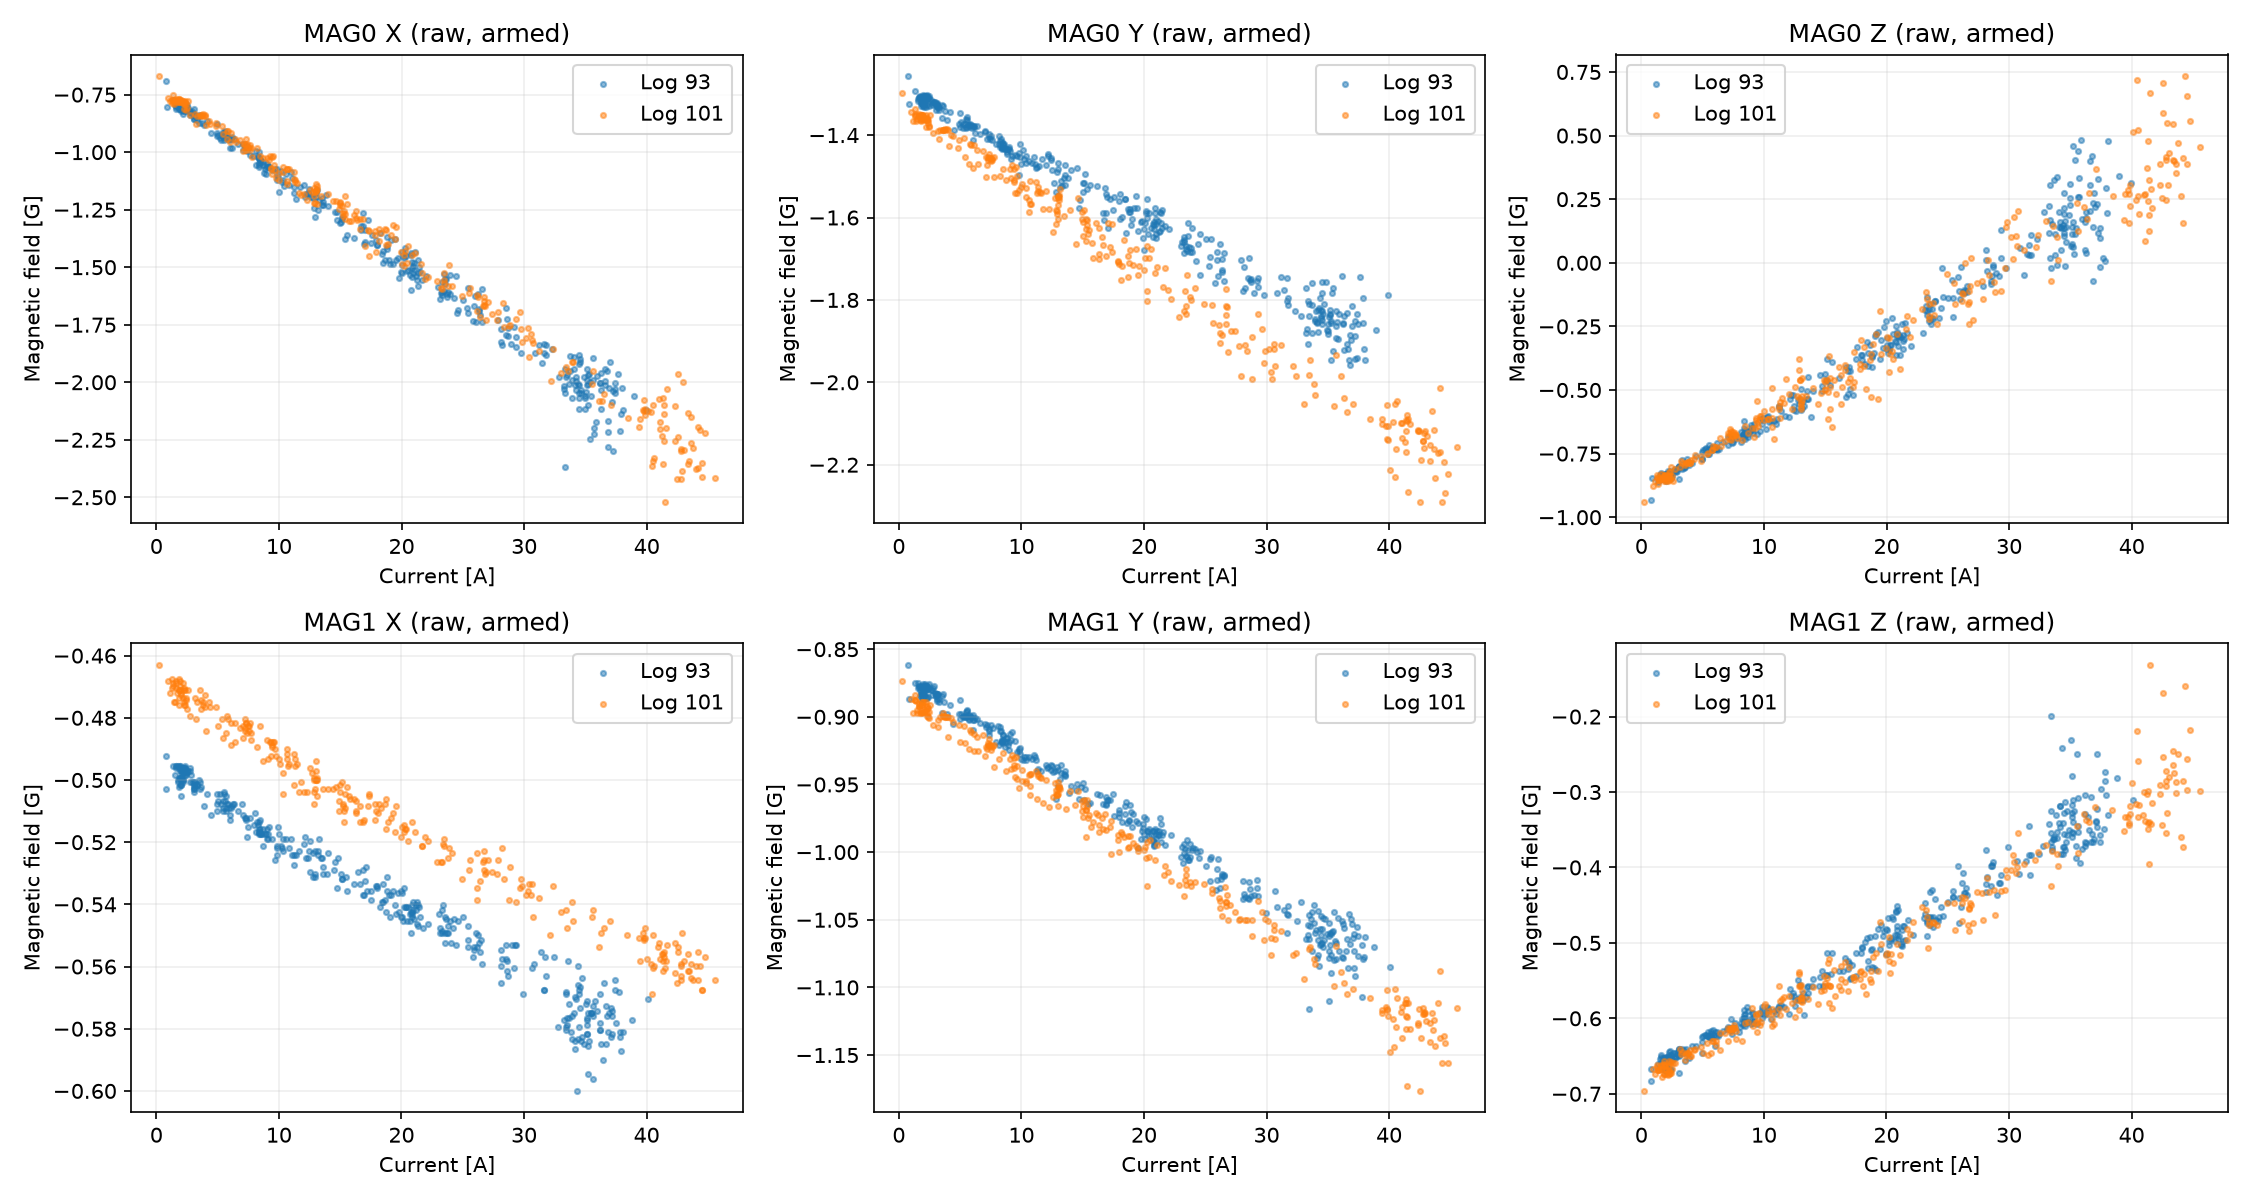 MAG0 X (raw, armed)
Log 93
Log 101
−0.75
−1.00
−1.25
−1.50
−1.75
−2.00
−2.25
−2.50
Magnetic field [G]
0
10
20
30
40
Current [A]
MAG0 Y (raw, armed)
Log 93
Log 101
−1.4
−1.6
−1.8
−2.0
−2.2
Magnetic field [G]
0
10
20
30
40
Current [A]
MAG0 Z (raw, armed)
Log 93
Log 101
0.75
0.50
0.25
0.00
−0.25
−0.50
−0.75
−1.00
Magnetic field [G]
0
10
20
30
40
Current [A]
MAG1 X (raw, armed)
Log 93
Log 101
−0.46
−0.48
−0.50
−0.52
−0.54
−0.56
−0.58
−0.60
Magnetic field [G]
0
10
20
30
40
Current [A]
MAG1 Y (raw, armed)
Log 93
Log 101
−0.85
−0.90
−0.95
−1.00
−1.05
−1.10
−1.15
Magnetic field [G]
0
10
20
30
40
Current [A]
MAG1 Z (raw, armed)
Log 93
Log 101
−0.2
−0.3
−0.4
−0.5
−0.6
−0.7
Magnetic field [G]
0
10
20
30
40
Current [A]